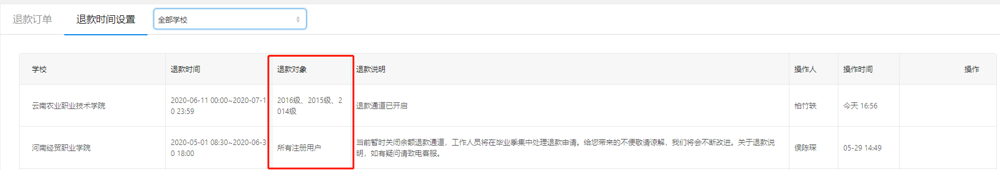 退款订单
退款时间设置
全部学校
学校
退款时间
退款对象
退款说明
操作人
操作时间
操作
云南农业职业技术学院
2020-06-11 00:00~2020-07-1
0 23:59
2016级、2015级、2
014级
退款通道已开启
柏竹轶
今天 16:56
河南经贸职业学院
2020-05-01 08:30~2020-06-3
0 18:00
所有注册用户
当前暂时关闭余额退款通道，工作人员将在毕业季集中处理退款申请。给您带来的不便敬请谅解，我们将会不断改进。关于退款说
明，如有疑问请致电客服。
侯陈琛
05-29 14:49